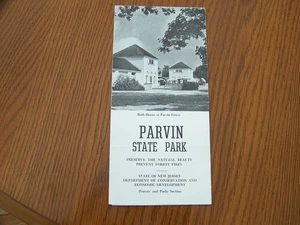 Bath House at Parvin Grove
PARVIN
STATE PARK
PRESERVE THE NATURAL BEAUTY
PREVENT FOREST FIRES
STATE OF NEW JERSEY
DEPARTMENT OF CONSERVATION AND
ECONOMIC DEVELOPMENT
Forests and Parks Section